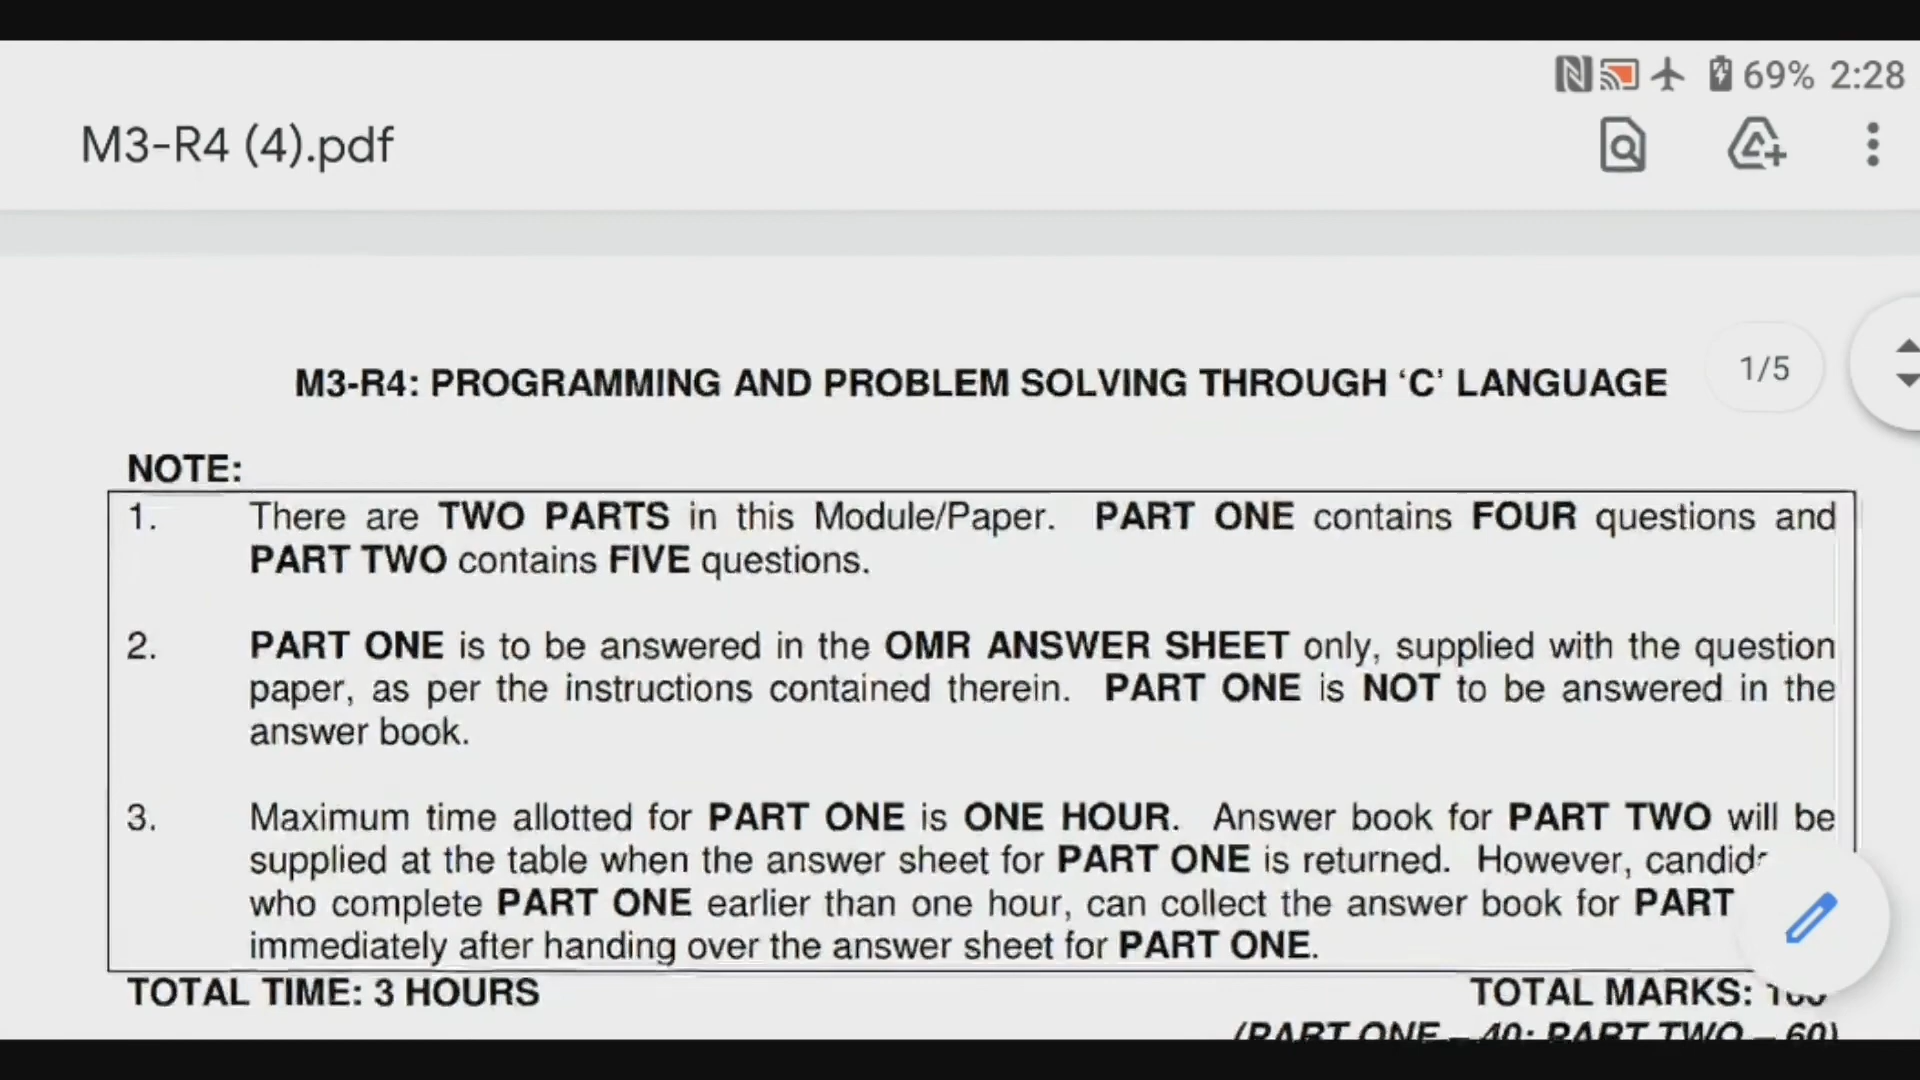 69% 2:28
M3-R4 (4).pdf
M3-R4: PROGRAMMING AND PROBLEM SOLVING THROUGH ‘C’ LANGUAGE
1/5
NOTE:
1. There are TWO PARTS in this Module/Paper. PART ONE contains FOUR questions and
PART TWO contains FIVE questions.
2. PART ONE is to be answered in the OMR ANSWER SHEET only, supplied with the question
paper, as per the instructions contained therein. PART ONE is NOT to be answered in the
answer book.
3. Maximum time allotted for PART ONE is ONE HOUR. Answer book for PART TWO will be
supplied at the table when the answer sheet for PART ONE is returned. However,
who complete PART ONE earlier than one hour, can collect the answer book for PART
immediately after handing over the answer sheet for PART ONE.
TOTAL TIME: 3 HOURS
TOTAL MARKS:
(PART ONE – 40; PART TWO – 60)